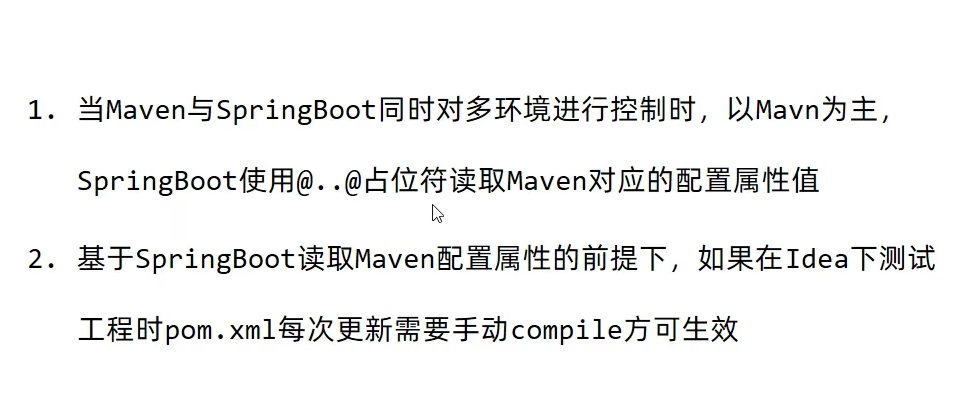 1. 当Maven与SpringBoot同时对多环境进行控制时，以Mavn为主，
SpringBoot使用@..@占位符读取Maven对应的配置属性值
2. 基于SpringBoot读取Maven配置属性的前提下，如果在Idea下测试
工程时pom.xml每次更新需要手动compile方可生效